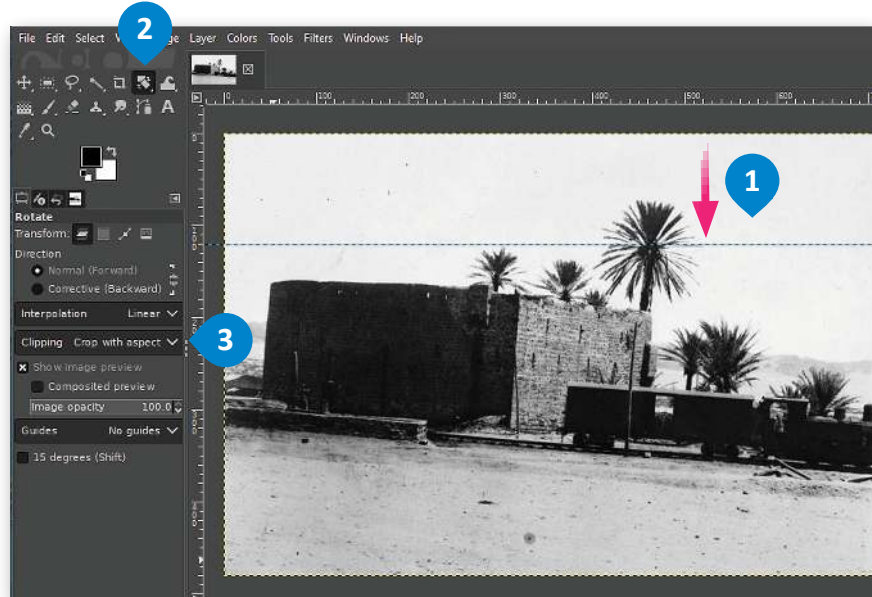 2
File Edit Select ge Layer Colors Tools Filters Windows Help
0 100 200 300 400 500 600
1
Rotate
Transform:
Direction
Normal (Forward)
Corrective (Backward)
Interpolation Linear
Clipping Crop with aspect
3
Show image preview
Composited preview
Image opacity 100.0
Guides No guides
15 degrees (Shift)